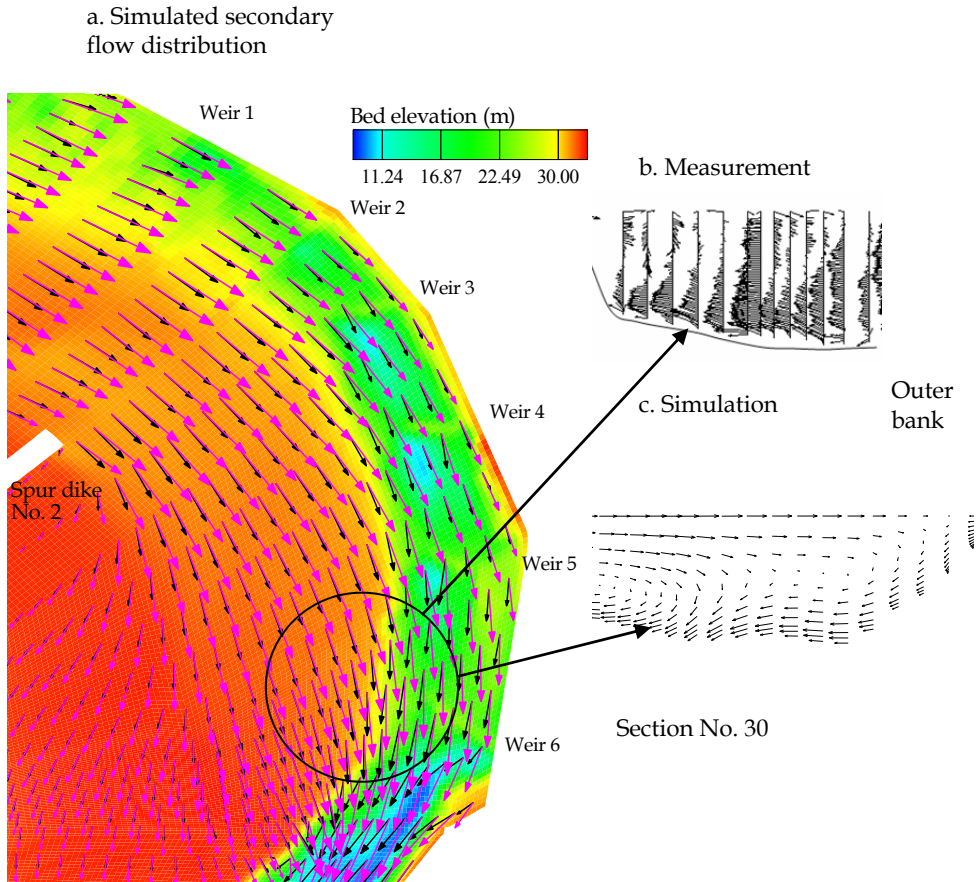 a. Simulated secondary
flow distribution
Weir 1
Bed elevation (m)
11.24 16.87 22.49 30.00
b. Measurement
Weir 2
Weir 3
c. Simulation
Outer
bank
Weir 4
Spur dike
No. 2
Weir 5
Section No. 30
Weir 6